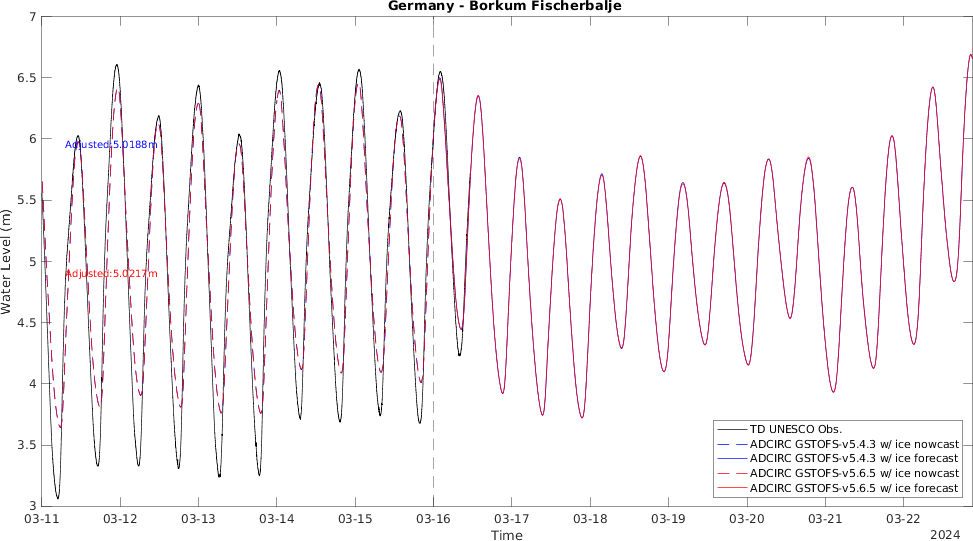 Germany - Borkum Fischerbalje
7
6.5
6
5.5
5
4.5
4
3.5
3
Water Level (m)
Adjusted:5.0188m
Adjusted:5.0217m
TD UNESCO Obs.
ADCIRC GSTOFS-v5.4.3 w/ ice nowcast
ADCIRC GSTOFS-v5.4.3 w/ ice forecast
ADCIRC GSTOFS-v5.6.5 w/ ice nowcast
ADCIRC GSTOFS-v5.6.5 w/ ice forecast
03-11 03-12 03-13 03-14 03-15 03-16 03-17 03-18 03-19 03-20 03-21 03-22
Time
2024